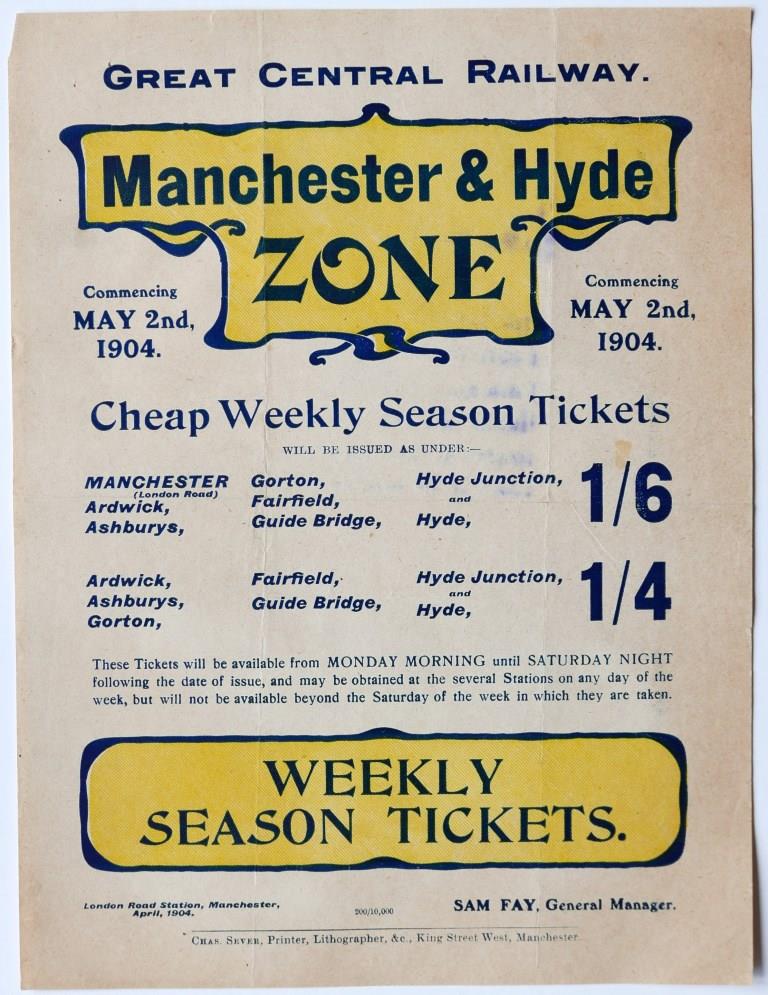 GREAT CENTRAL RAILWAY.
Manchester & Hyde
ZONE
Commencing
MAY 2nd,
1904.
Commencing
MAY 2nd,
1904.
Cheap Weekly Season Tickets
WILL BE ISSUED AS UNDER:—
MANCHESTER
(London Road)
Ardwick,
Ashburys,
Gorton,
Fairfield,
Guide Bridge,
Hyde Junction,
and
Hyde,
1/6
Ardwick,
Ashburys,
Gorton,
Fairfield,
Guide Bridge,
Hyde Junction,
and
Hyde,
1/4
These Tickets will be available from MONDAY MORNING until SATURDAY NIGHT
following the date of issue, and may be obtained at the several Stations on any day of the
week, but will not be available beyond the Saturday of the week in which they are taken.
WEEKLY
SEASON TICKETS.
London Road Station, Manchester,
April, 1904.
200/10,000
SAM FAY, General Manager.
CHAS. SEVER, Printer, Lithographer, &c., King Street West, Manchester